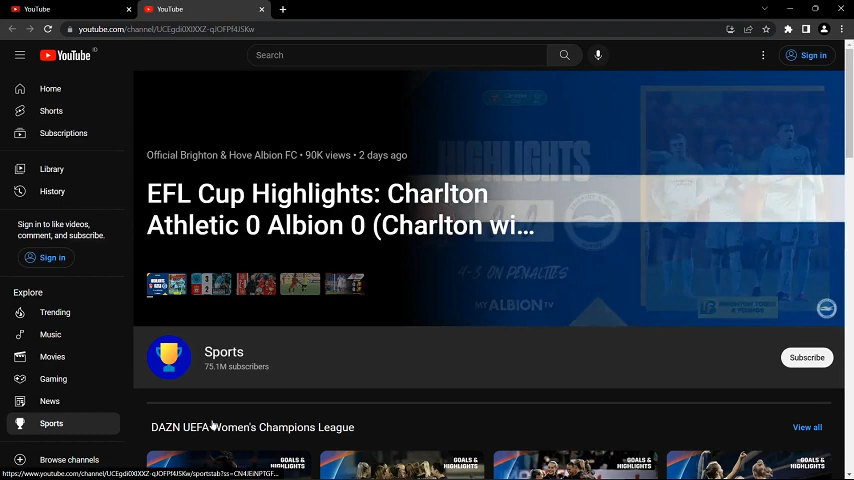 YouTube
YouTube
youtube.com/channel/UCEgdi0XIXXZ-qJOFPf4JSKw
YouTube ID
Search
Sign in
Home
Shorts
Subscriptions
Library
History
Sign in to like videos,
comment, and subscribe.
Sign in
Explore
Trending
Music
Movies
Gaming
News
Sports
Browse channels
https://www.youtube.com/channel/UCEgdi0XIXXZ-qJOFPf4JSKw/sportstab?ss=CN4JEiNPTGF...
Official Brighton & Hove Albion FC • 90K views • 2 days ago
EFL Cup Highlights: Charlton
Athletic 0 Albion 0 (Charlton wi...
HIGHLIGHTS
4-3 ON PENALTIES
MYALBIONTV
Sports
75.1M subscribers
Subscribe
DAZN UEFA Women's Champions League
View all
GOALS &
HIGHLIGHTS
GOALS &
HIGHLIGHTS
GOALS &
HIGHLIGHTS
GOALS &
HIGHLIGHTS